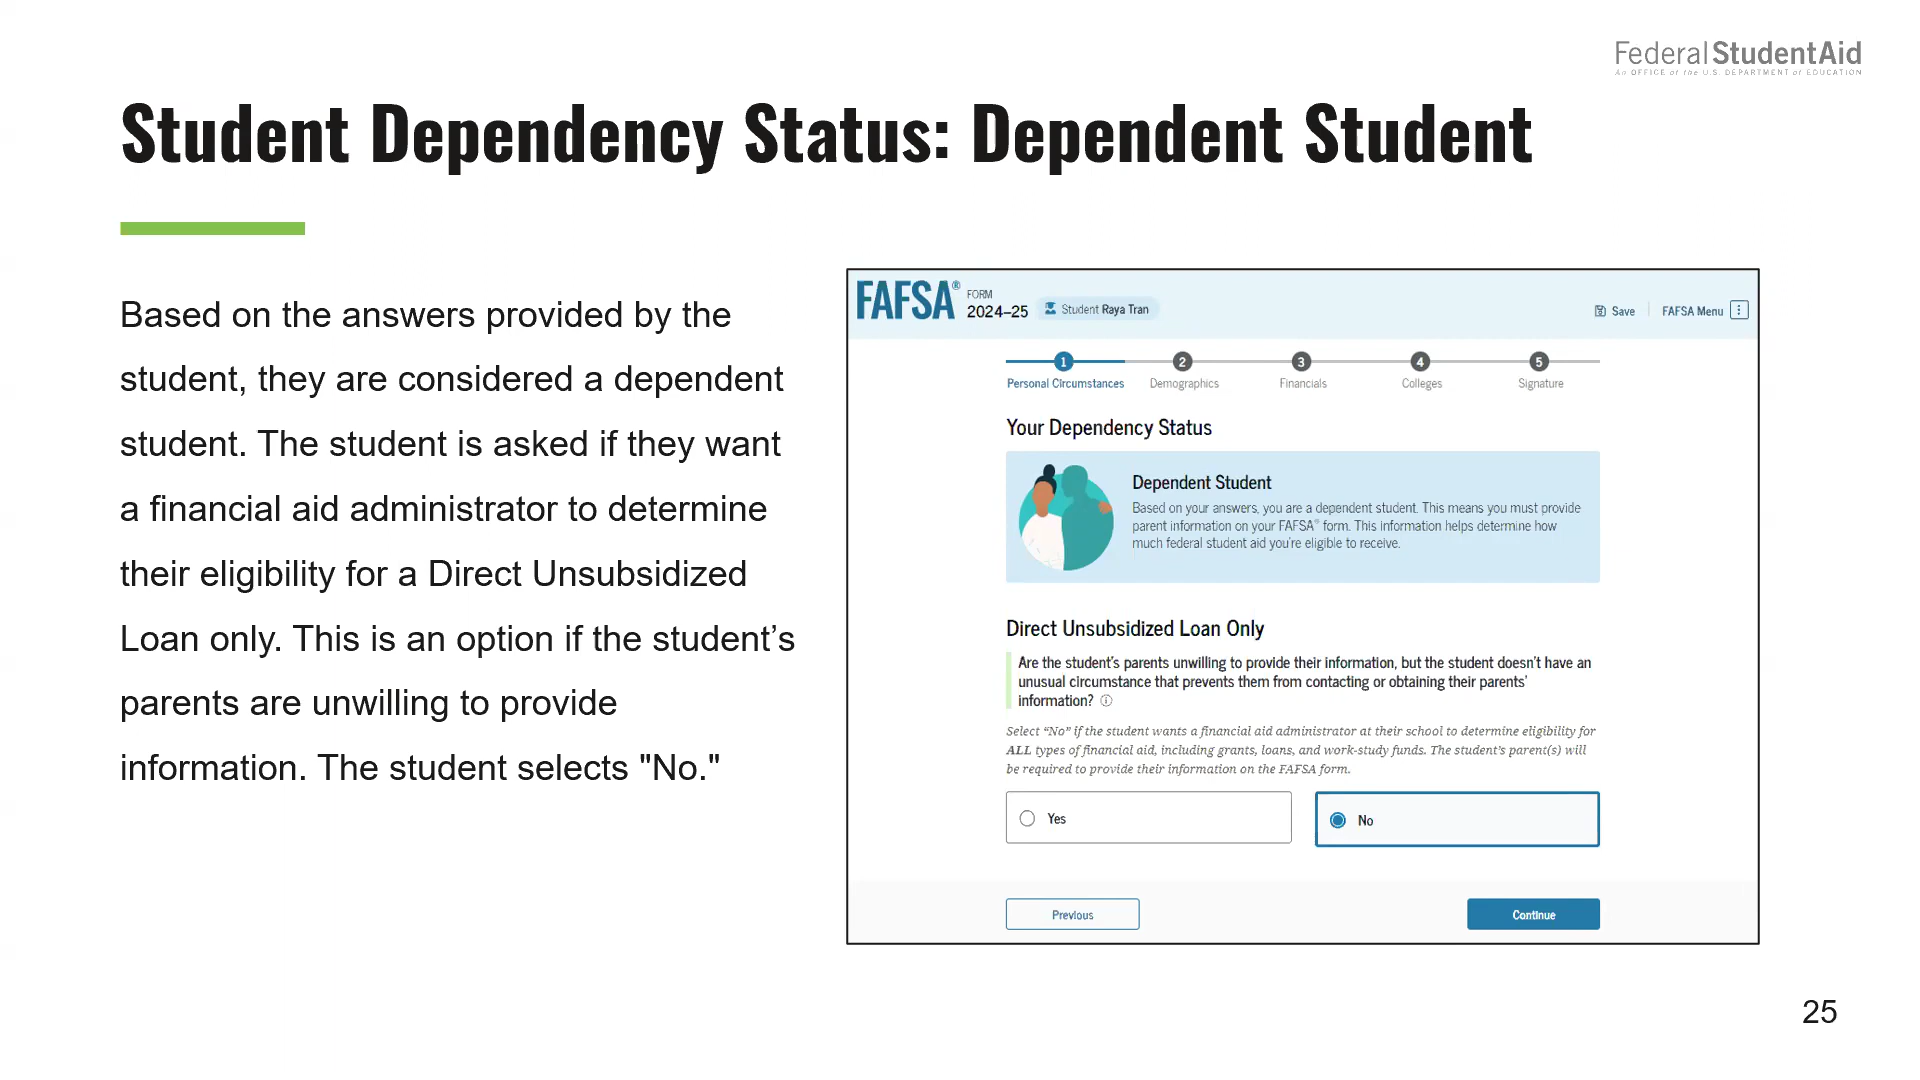 Federal StudentAid
An OFFICE of the U.S. DEPARTMENT of EDUCATION
Student Dependency Status: Dependent Student
Based on the answers provided by the
student, they are considered a dependent
student. The student is asked if they want
a financial aid administrator to determine
their eligibility for a Direct Unsubsidized
Loan only. This is an option if the student’s
parents are unwilling to provide
information. The student selects "No."
FAFSA® FORM 2024–25 Student Raya Tran Save FAFSA Menu
1 2 3 4 5
Personal Circumstances Demographics Financials Colleges Signature
Your Dependency Status
Dependent Student
Based on your answers, you are a dependent student. This means you must provide
parent information on your FAFSA® form. This information helps determine how
much federal student aid you’re eligible to receive.
Direct Unsubsidized Loan Only
Are the student’s parents unwilling to provide their information, but the student doesn’t have an
unusual circumstance that prevents them from contacting or obtaining their parents’
information?
Select “No” if the student wants a financial aid administrator at their school to determine eligibility for
ALL types of financial aid, including grants, loans, and work-study funds. The student’s parent(s) will
be required to provide their information on the FAFSA form.
Yes No
Previous Continue
25